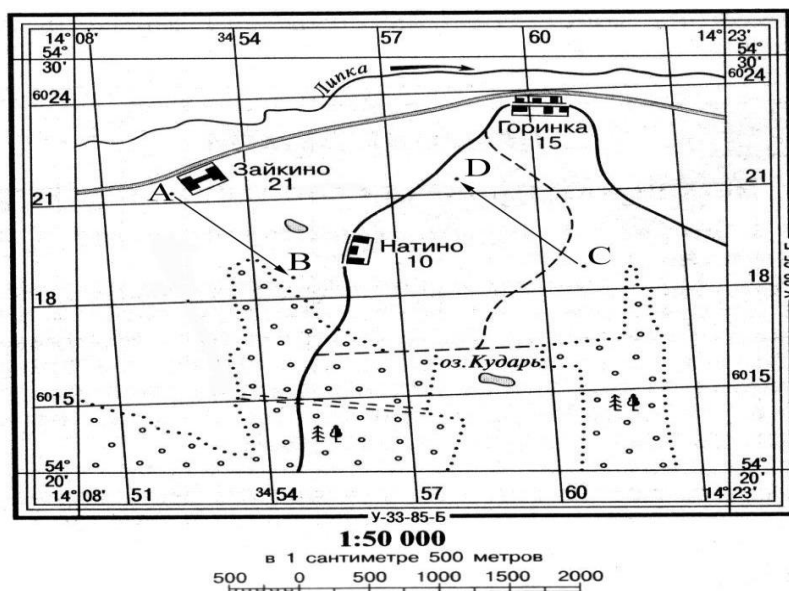 14° 08' 34 54 57 60 14° 23'
54° 30' 54° 30'
60 24 60 24
Липка
Горинка
15
Зайкино
21
A D
21 21
Натино
10
B C
18 18
оз. Кударь
60 15 60 15
54° 20' 54° 20'
14° 08' 51 34 54 57 60 14° 23'
У-33-85-Б
1:50 000
в 1 сантиметре 500 метров
500 0 500 1000 1500 2000